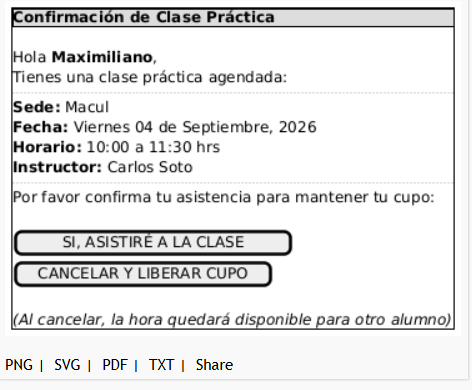 Confirmación de Clase Práctica
Hola Maximiliano,
Tienes una clase práctica agendada:
Sede: Macul
Fecha: Viernes 04 de Septiembre, 2026
Horario: 10:00 a 11:30 hrs
Instructor: Carlos Soto
Por favor confirma tu asistencia para mantener tu cupo:
SI, ASISTIRÉ A LA CLASE
CANCELAR Y LIBERAR CUPO
(Al cancelar, la hora quedará disponible para otro alumno)
PNG | SVG | PDF | TXT | Share